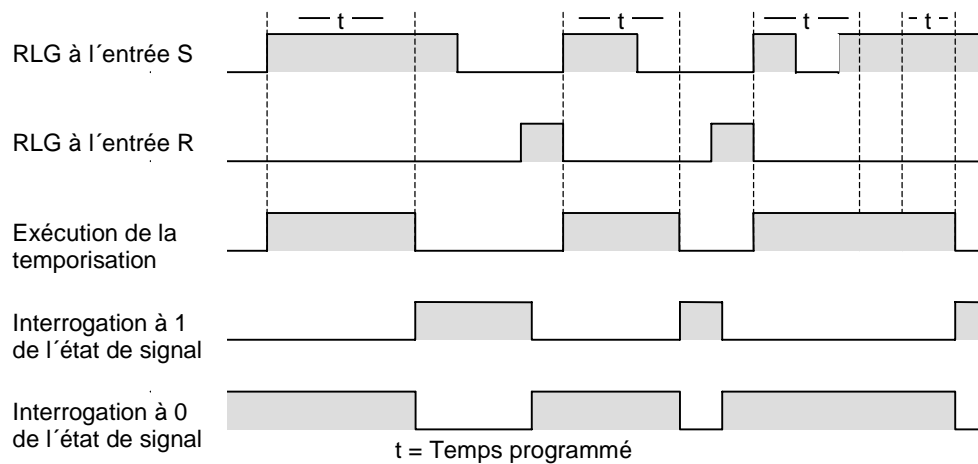 t t t t
RLG à l´entrée S
RLG à l´entrée R
Exécution de la
temporisation
Interrogation à 1
de l´état de signal
Interrogation à 0
de l´état de signal
t = Temps programmé